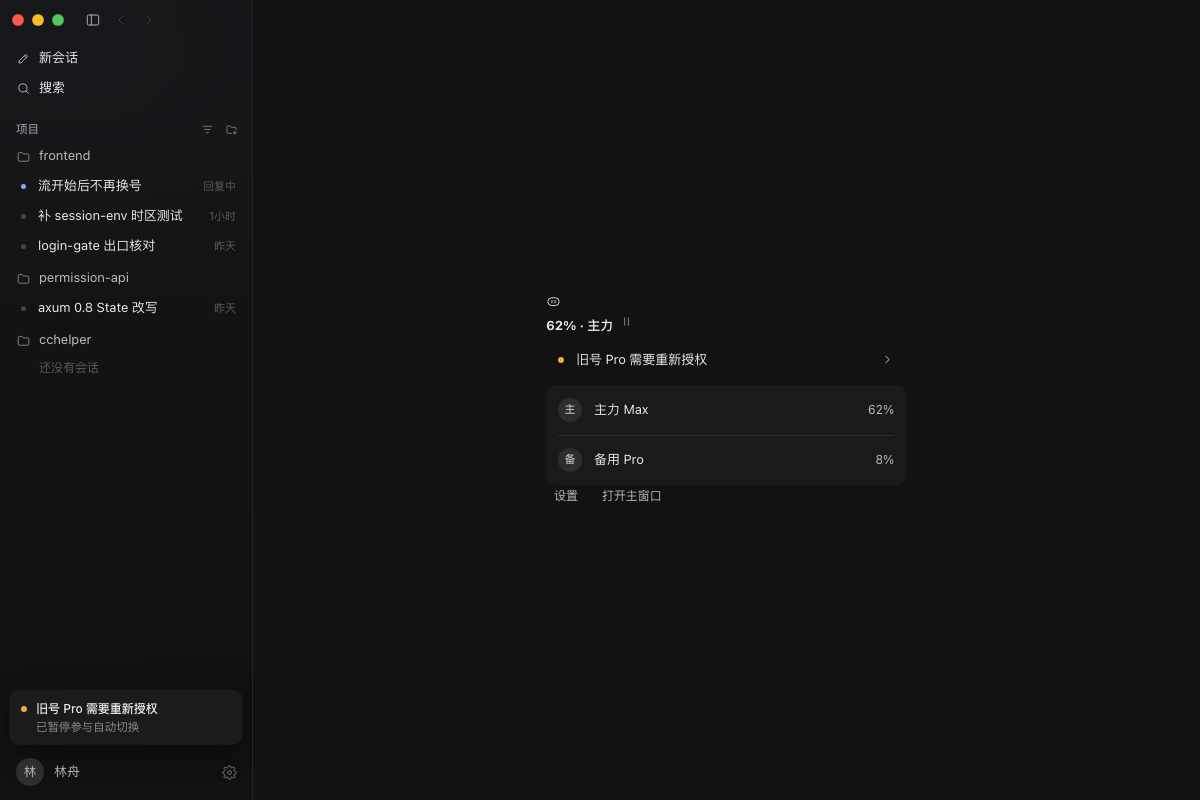 新会话
搜索
项目
frontend
流开始后不再换号 回复中
补 session-env 时区测试 1小时
login-gate 出口核对 昨天
permission-api
axum 0.8 State 改写 昨天
cchelper
还没有会话
旧号 Pro 需要重新授权
已暂停参与自动切换
林 林舟
62% · 主力
旧号 Pro 需要重新授权
主 主力 Max 62%
备 备用 Pro 8%
设置 打开主窗口